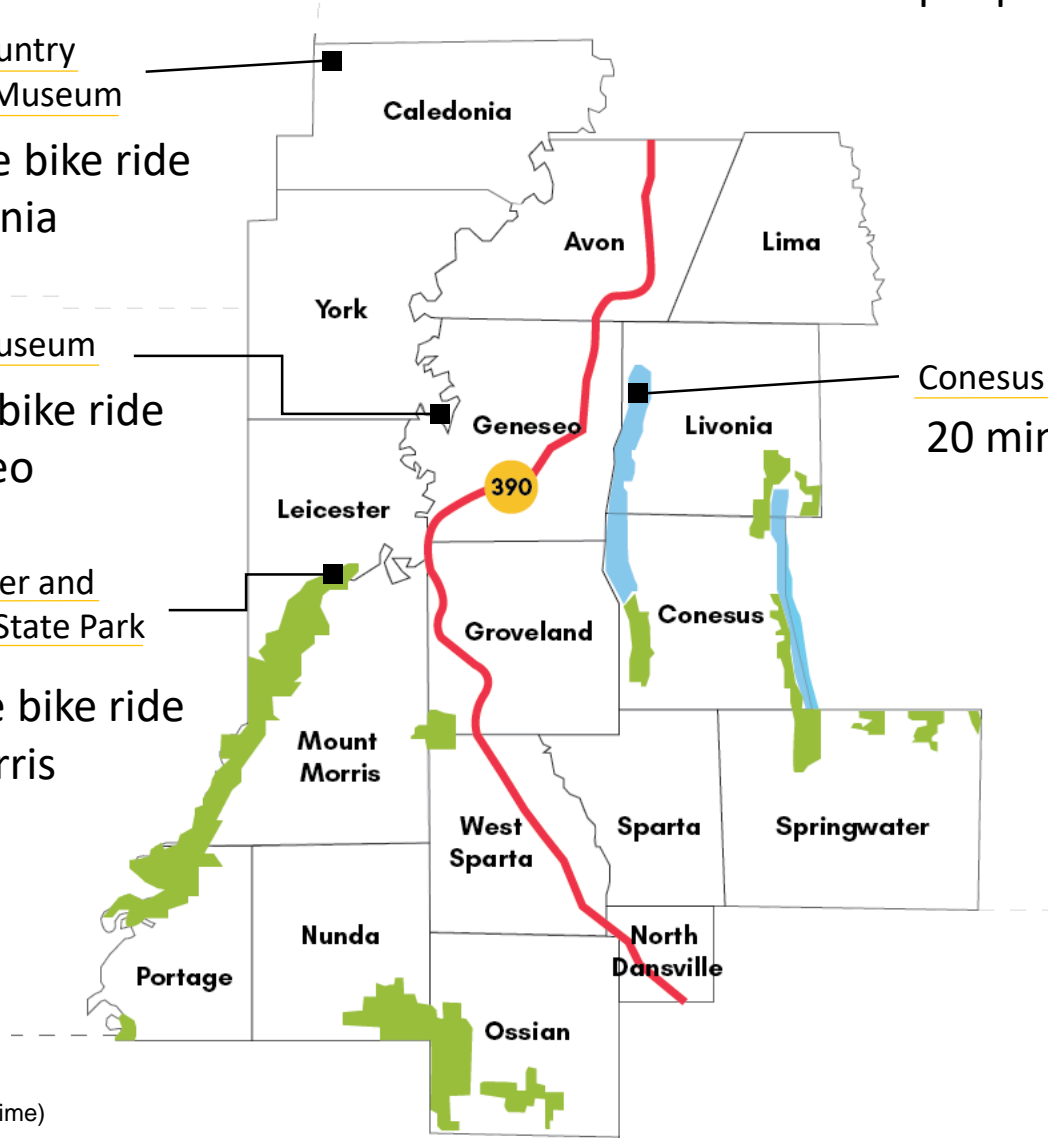 untry
Museum
bike ride
nia
useum
bike ride
eo
er and
State Park
bike ride
rris
ime)
Caledonia
Avon
Lima
York
Geneseo
Livonia
390
Leicester
Conesus
Groveland
Mount
Morris
West
Sparta
Sparta
Springwater
Nunda
North
Dansville
Portage
Ossian
Conesus
20 min